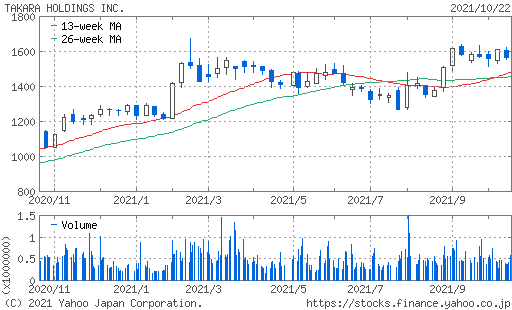 TAKARA HOLDINGS INC. 2021/10/22
1800
13-week MA
26-week MA
1600
1400
1200
1000
800
2020/11 2021/1 2021/3 2021/5 2021/7 2021/9
1.5
Volume
1.0
0.5
0
(x1000000)
2020/11 2021/1 2021/3 2021/5 2021/7 2021/9
(C) 2021 Yahoo Japan Corporation. https://stocks.finance.yahoo.co.jp